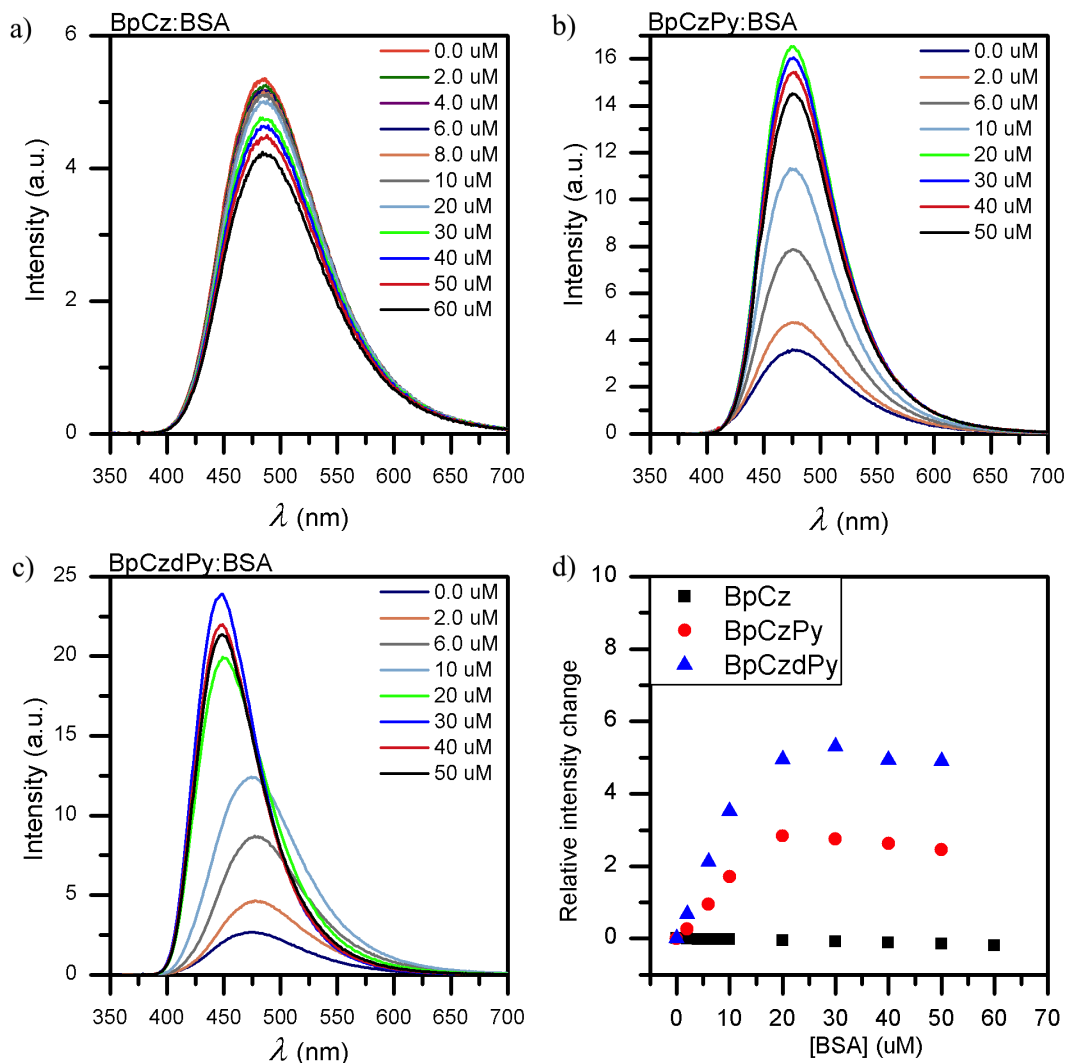 a)
BpCz:BSA
6
4
2
0
Intensity (a.u.)
0.0 uM
2.0 uM
4.0 uM
6.0 uM
8.0 uM
10 uM
20 uM
30 uM
40 uM
50 uM
60 uM
350 400 450 500 550 600 650 700
λ (nm)
b)
BpCzPy:BSA
16
14
12
10
8
6
4
2
0
Intensity (a.u.)
0.0 uM
2.0 uM
6.0 uM
10 uM
20 uM
30 uM
40 uM
50 uM
350 400 450 500 550 600 650 700
λ (nm)
c)
BpCzdPy:BSA
25
20
15
10
5
0
Intensity (a.u.)
0.0 uM
2.0 uM
6.0 uM
10 uM
20 uM
30 uM
40 uM
50 uM
350 400 450 500 550 600 650 700
λ (nm)
d)
10
8
6
4
2
0
Relative intensity change
BpCz
BpCzPy
BpCzdPy
0 10 20 30 40 50 60 70
[BSA] (uM)